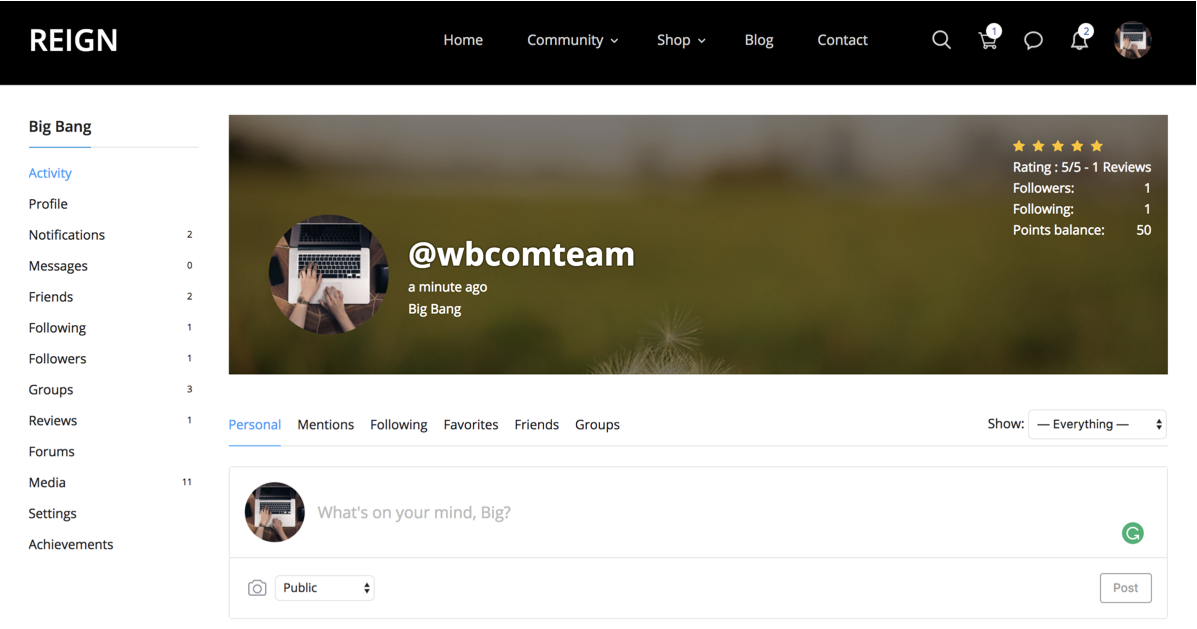 REIGN
Home Community Shop Blog Contact
1
2
Big Bang
Activity
Profile
Notifications 2
Messages 0
Friends 2
Following 1
Followers 1
Groups 3
Reviews 1
Forums
Media 11
Settings
Achievements
Rating : 5/5 - 1 Reviews
Followers: 1
Following: 1
Points balance: 50
@wbcomteam
a minute ago
Big Bang
Personal Mentions Following Favorites Friends Groups
Show: — Everything —
What's on your mind, Big?
Public
Post